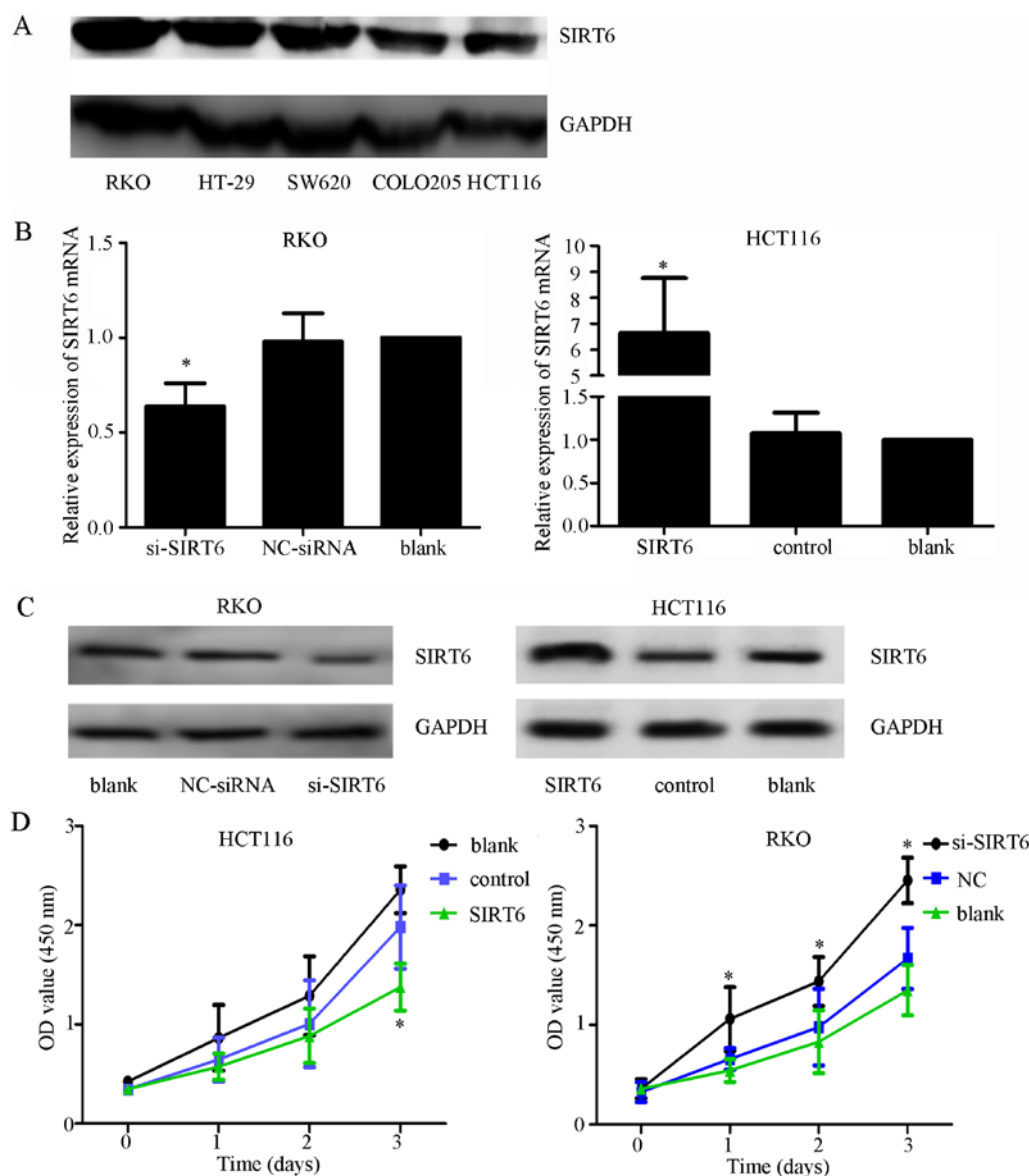 A
SIRT6
GAPDH
RKO HT-29 SW620 COLO205 HCT116
B
RKO
Relative expression of SIRT6 mRNA
1.5
1.0
0.5
0.0
si-SIRT6 NC-siRNA blank
HCT116
Relative expression of SIRT6 mRNA
10
9
8
7
6
5
1.5
1.0
0.5
0.0
*
*
SIRT6 control blank
C
RKO
SIRT6
GAPDH
blank NC-siRNA si-SIRT6
HCT116
SIRT6
GAPDH
SIRT6 control blank
D
HCT116
OD value (450 nm)
3
2
1
0
blank
control
SIRT6
*
0 1 2 3
Time (days)
RKO
OD value (450 nm)
3
2
1
0
si-SIRT6
NC
blank
* * *
0 1 2 3
Time (days)